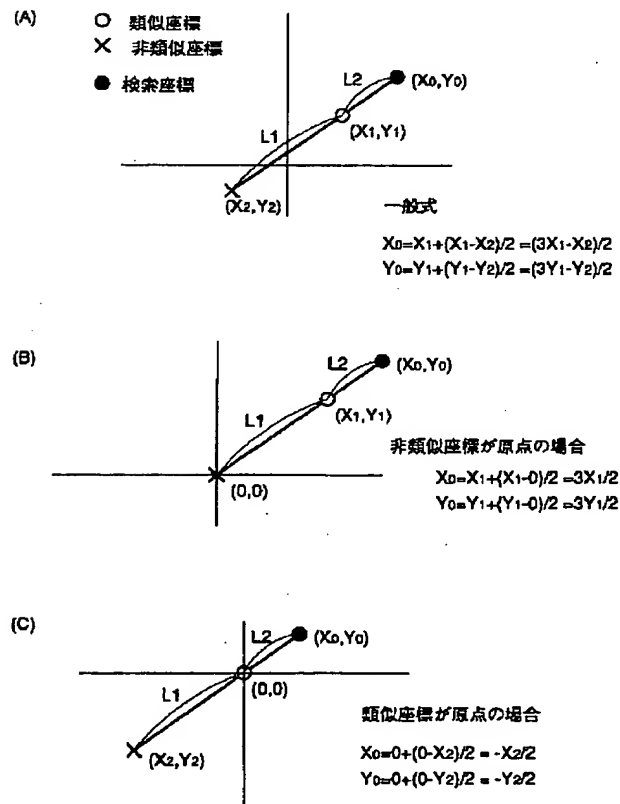 (A)
○ 類似座標
× 非類似座標
● 検索座標
L2
(X0,Y0)
L1
(X1,Y1)
(X2,Y2)
一般式
X0=X1+(X1-X2)/2 =(3X1-X2)/2
Y0=Y1+(Y1-Y2)/2 =(3Y1-Y2)/2
(B)
L2
(X0,Y0)
L1
(X1,Y1)
(0,0)
非類似座標が原点の場合
X0=X1+(X1-0)/2 =3X1/2
Y0=Y1+(Y1-0)/2 =3Y1/2
(C)
L2
(X0,Y0)
L1
(0,0)
(X2,Y2)
類似座標が原点の場合
X0=0+(0-X2)/2 = -X2/2
Y0=0+(0-Y2)/2 = -Y2/2